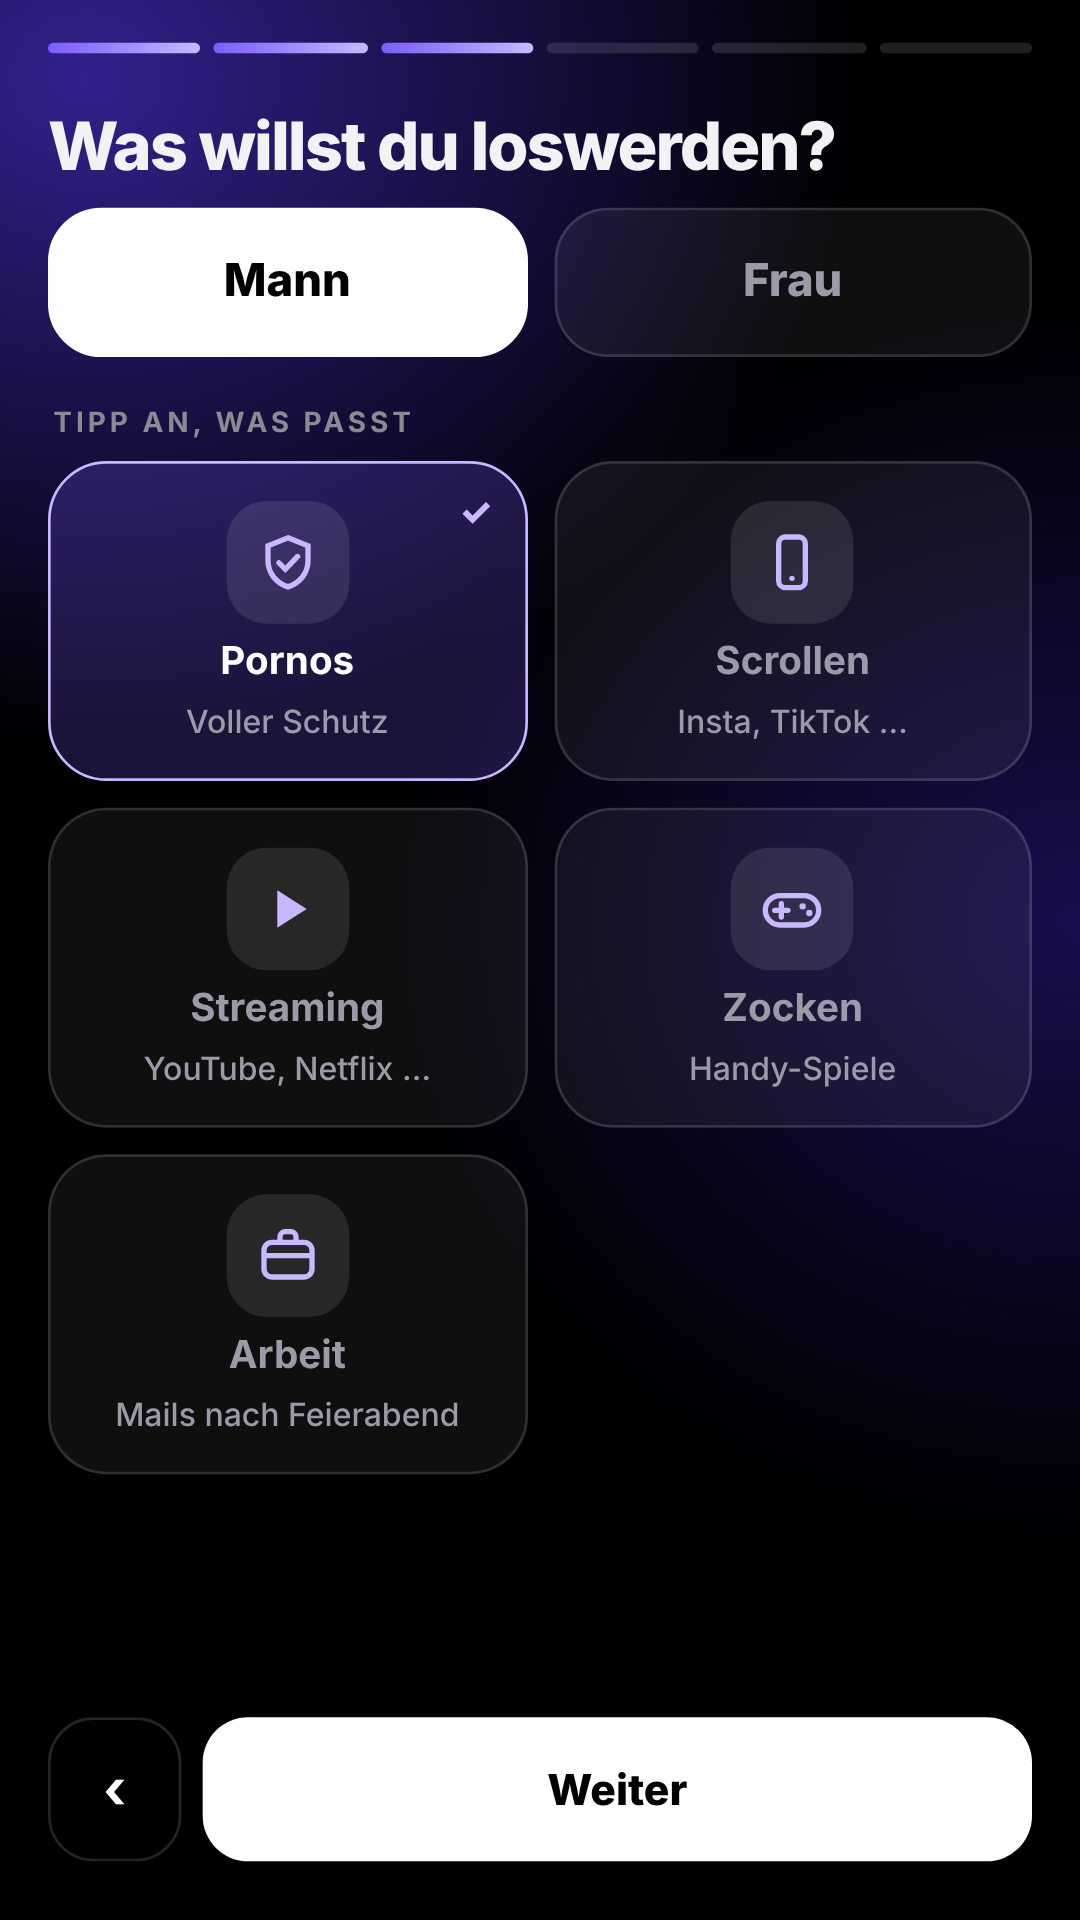 Was willst du loswerden?
Mann
Frau
TIPP AN, WAS PASST
Pornos
Voller Schutz
Scrollen
Insta, TikTok ...
Streaming
YouTube, Netflix ...
Zocken
Handy-Spiele
Arbeit
Mails nach Feierabend
Weiter